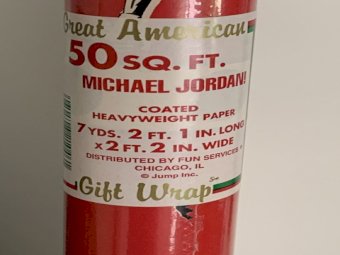 Great American
50 SQ. FT.
MICHAEL JORDAN!
COATED
HEAVYWEIGHT PAPER
7 YDS. 2 FT. 1 IN. LONG
x 2 FT. 2 IN. WIDE
DISTRIBUTED BY FUN SERVICES
CHICAGO, IL
© Jump Inc.
Gift Wrap